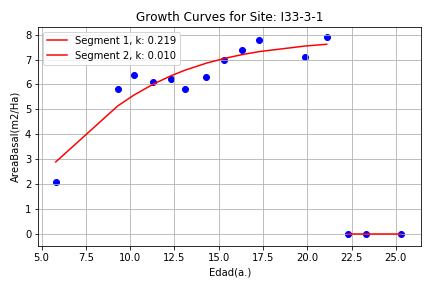 Growth Curves for Site: I33-3-1
Segment 1, k: 0.219
Segment 2, k: 0.010
AreaBasal(m2/Ha)
8
7
6
5
4
3
2
1
0
5.0 7.5 10.0 12.5 15.0 17.5 20.0 22.5 25.0
Edad(a.)